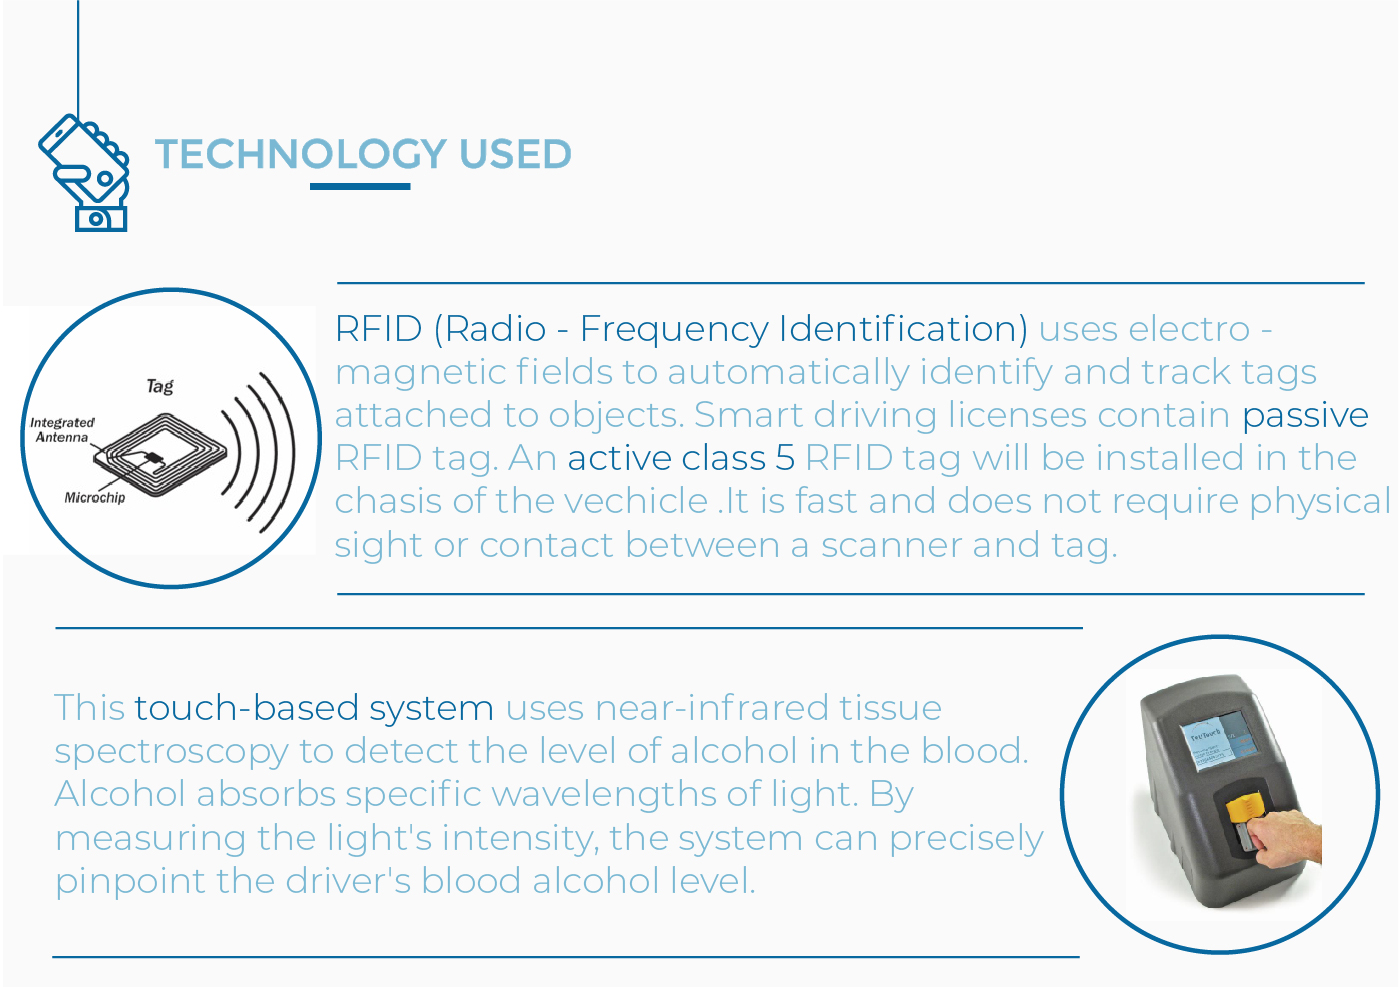 TECHNOLOGY USED
Tag
Integrated
Antenna
Microchip
RFID (Radio - Frequency Identification) uses electro -
magnetic fields to automatically identify and track tags
attached to objects. Smart driving licenses contain passive
RFID tag. An active class 5 RFID tag will be installed in the
chasis of the vechicle .It is fast and does not require physical
sight or contact between a scanner and tag.
This touch-based system uses near-infrared tissue
spectroscopy to detect the level of alcohol in the blood.
Alcohol absorbs specific wavelengths of light. By
measuring the light's intensity, the system can precisely
pinpoint the driver's blood alcohol level.
TruTouch